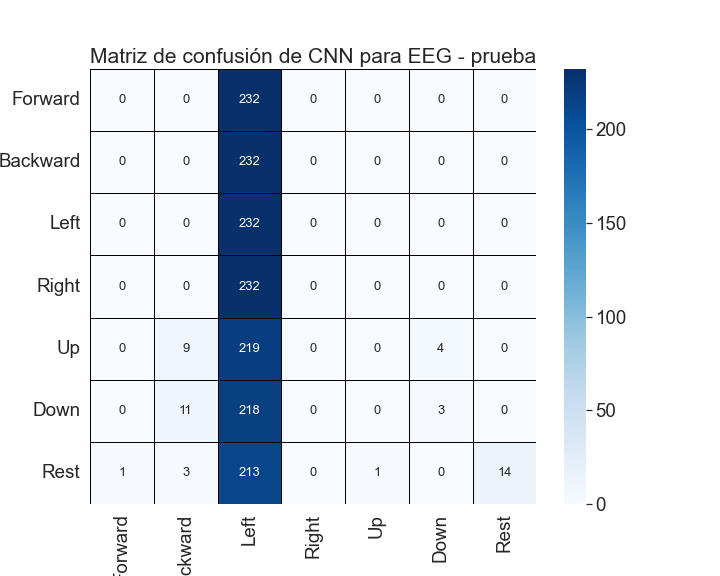 Matriz de confusión de CNN para EEG - prueba
Forward 0 0 232 0 0 0 0
Backward 0 0 232 0 0 0 0
Left 0 0 232 0 0 0 0
Right 0 0 232 0 0 0 0
Up 0 9 219 0 0 4 0
Down 0 11 218 0 0 3 0
Rest 1 3 213 0 1 0 14
Forward
ckward
Left
Right
Up
Down
Rest
200
150
100
50
0